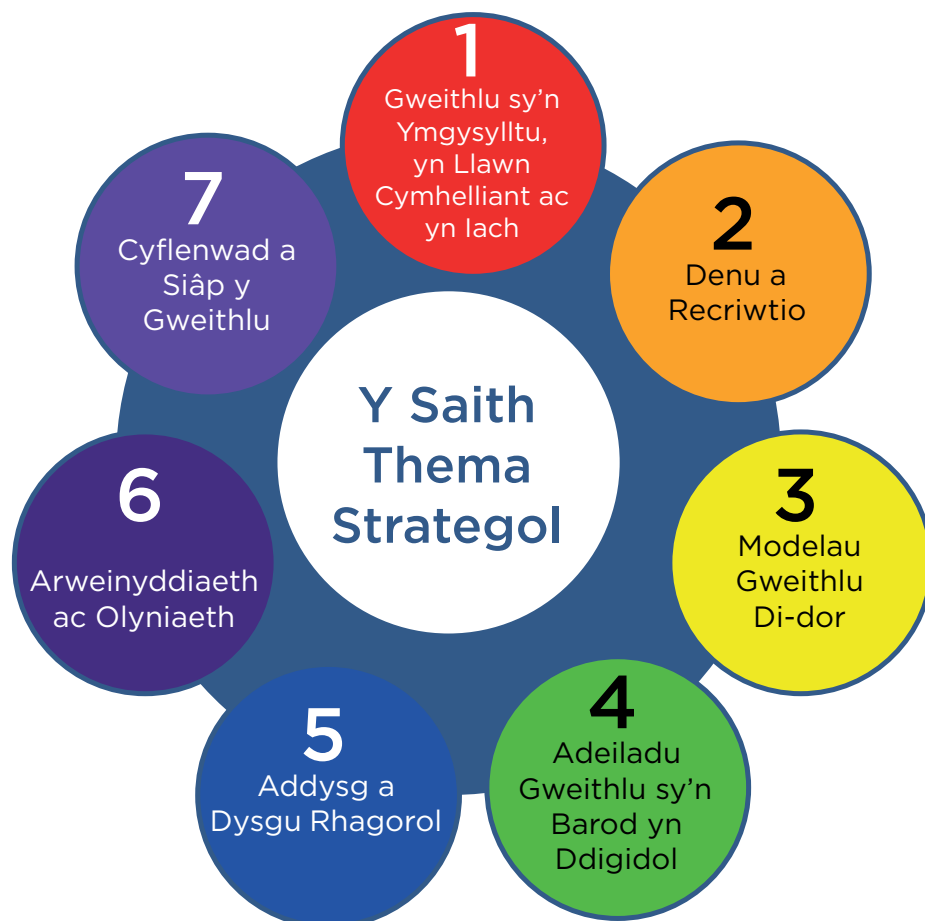 1
Gweithlu sy'n
Ymgysylltu,
yn Llawn
Cymhelliant ac
yn Iach
2
Denu a
Recriwtio
3
Modelau
Gweithlu
Di-dor
4
Adeiladu
Gweithlu sy'n
Barod yn
Ddigidol
5
Addysg a
Dysgu Rhagorol
6
Arweinyddiaeth
ac Olyniaeth
7
Cyflenwad a
Siâp y
Gweithlu
Y Saith
Thema
Strategol